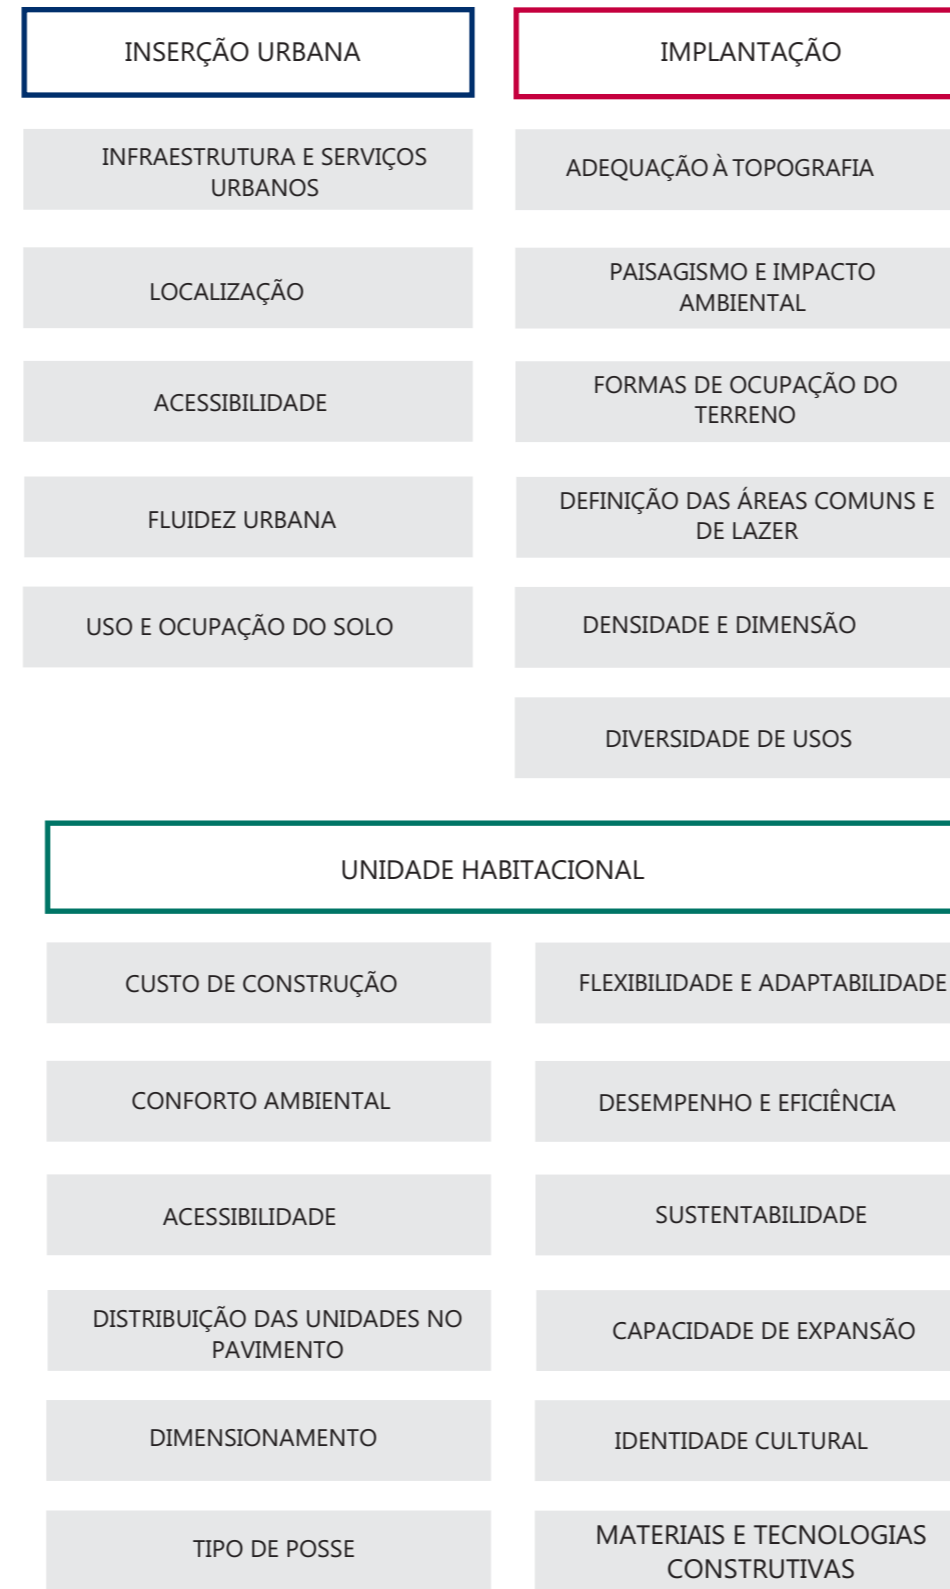 INSERÇÃO URBANA
INFRAESTRUTURA E SERVIÇOS
URBANOS
LOCALIZAÇÃO
ACESSIBILIDADE
FLUIDEZ URBANA
USO E OCUPAÇÃO DO SOLO
IMPLANTAÇÃO
ADEQUAÇÃO À TOPOGRAFIA
PAISAGISMO E IMPACTO
AMBIENTAL
FORMAS DE OCUPAÇÃO DO
TERRENO
DEFINIÇÃO DAS ÁREAS COMUNS E
DE LAZER
DENSIDADE E DIMENSÃO
DIVERSIDADE DE USOS
UNIDADE HABITACIONAL
CUSTO DE CONSTRUÇÃO
CONFORTO AMBIENTAL
ACESSIBILIDADE
DISTRIBUIÇÃO DAS UNIDADES NO
PAVIMENTO
DIMENSIONAMENTO
TIPO DE POSSE
FLEXIBILIDADE E ADAPTABILIDADE
DESEMPENHO E EFICIÊNCIA
SUSTENTABILIDADE
CAPACIDADE DE EXPANSÃO
IDENTIDADE CULTURAL
MATERIAIS E TECNOLOGIAS
CONSTRUTIVAS